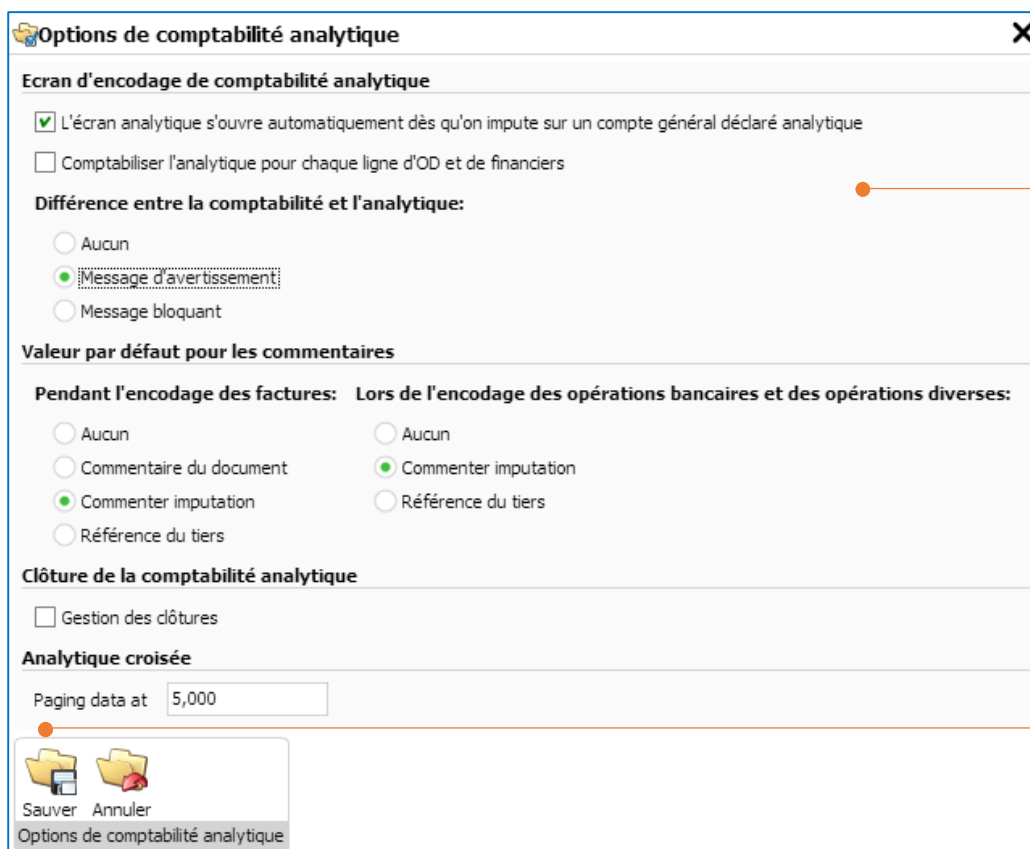 Options de comptabilité analytique
Ecran d'encodage de comptabilité analytique
L'écran analytique s'ouvre automatiquement dès qu'on impute sur un compte général déclaré analytique
Comptabiliser l'analytique pour chaque ligne d'OD et de financiers
Différence entre la comptabilité et l'analytique:
Aucun
Message d'avertissement
Message bloquant
Valeur par défaut pour les commentaires
Pendant l'encodage des factures: Lors de l'encodage des opérations bancaires et des opérations diverses:
Aucun Aucun
Commentaire du document Commenter imputation
Commenter imputation Référence du tiers
Référence du tiers
Clôture de la comptabilité analytique
Gestion des clôtures
Analytique croisée
Paging data at 5,000
Sauver Annuler
Options de comptabilité analytique